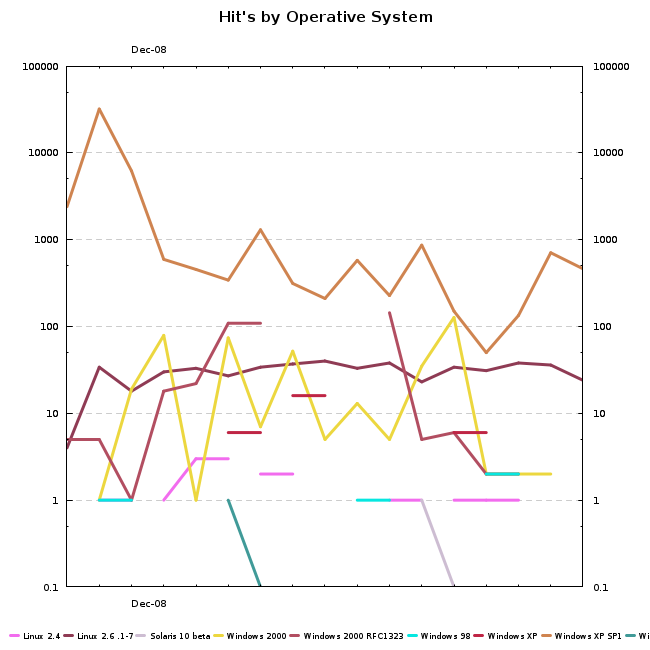 Hit's by Operative System
Dec-08
100000 100000
10000 10000
1000 1000
100 100
10 10
1 1
0.1 0.1
Dec-08
Linux 2.4 Linux 2.6 .1-7 Solaris 10 beta Windows 2000 Windows 2000 RFC1323 Windows 98 Windows XP Windows XP SP1 Wi